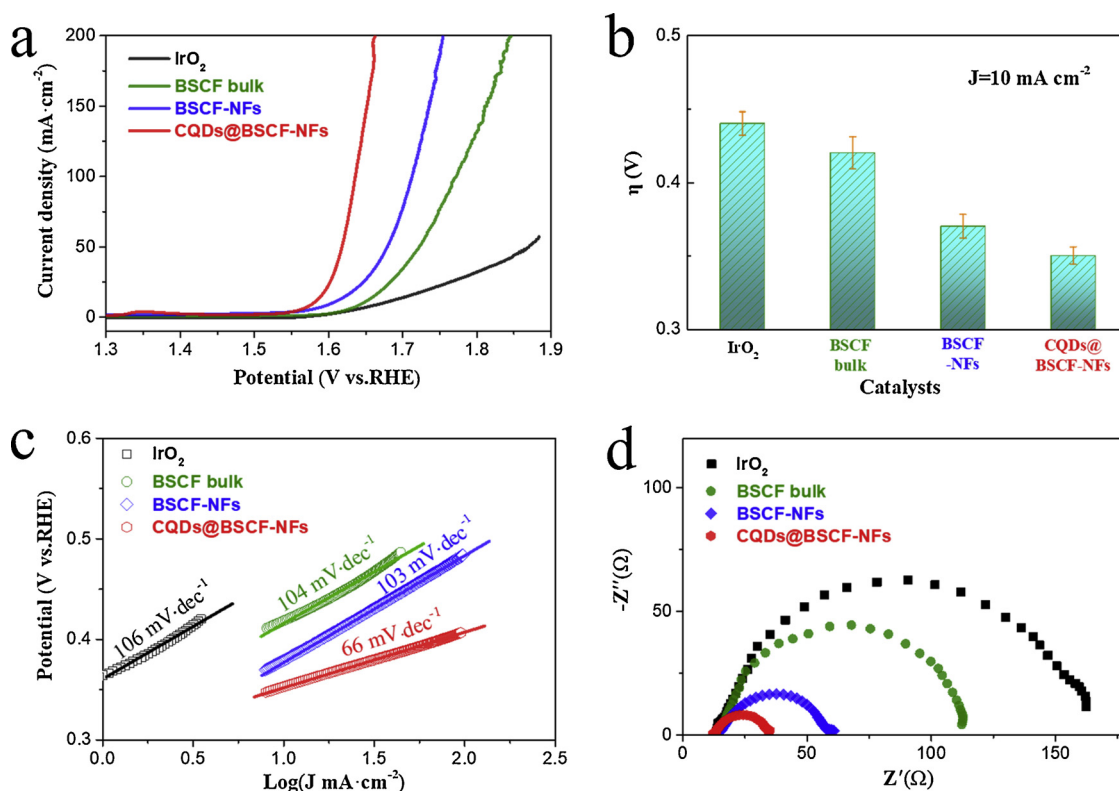 a
200
150
100
50
0
Current density (mA·cm⁻²)
IrO₂
BSCF bulk
BSCF-NFs
CQDs@BSCF-NFs
1.3 1.4 1.5 1.6 1.7 1.8 1.9
Potential (V vs.RHE)
b
0.5
0.4
0.3
η (V)
J=10 mA cm⁻²
IrO₂
BSCF
bulk
BSCF
-NFs
CQDs@
BSCF-NFs
Catalysts
c
0.6
0.5
0.4
0.3
Potential (V vs.RHE)
IrO₂
BSCF bulk
BSCF-NFs
CQDs@BSCF-NFs
106 mV·dec⁻¹
104 mV·dec⁻¹
103 mV·dec⁻¹
66 mV·dec⁻¹
0.0 0.5 1.0 1.5 2.0 2.5
Log(J mA·cm⁻²)
d
100
50
0
-Z″(Ω)
IrO₂
BSCF bulk
BSCF-NFs
CQDs@BSCF-NFs
0 50 100 150
Z′(Ω)